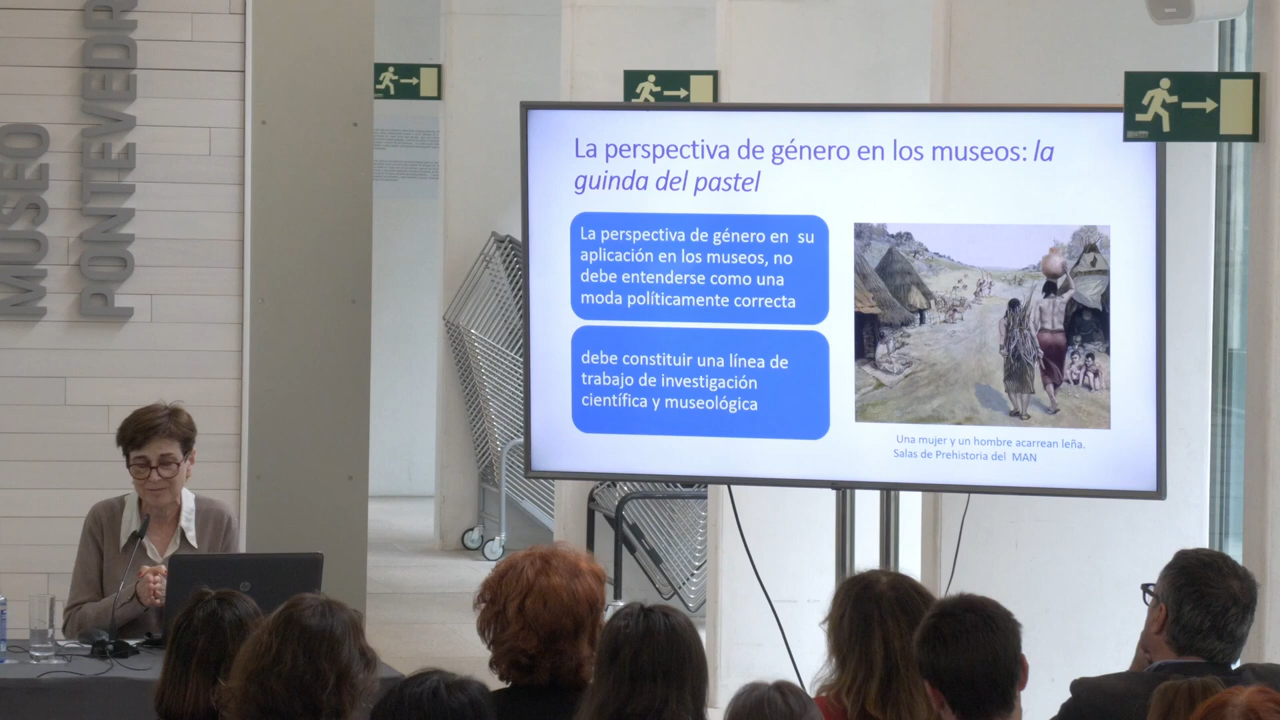 MUSEO
PONTEVEDR
La perspectiva de género en los museos: la
guinda del pastel
La perspectiva de género en su
aplicación en los museos, no
debe entenderse como una
moda políticamente correcta
debe constituir una línea de
trabajo de investigación
científica y museológica
Una mujer y un hombre acarrean leña.
Salas de Prehistoria del MAN